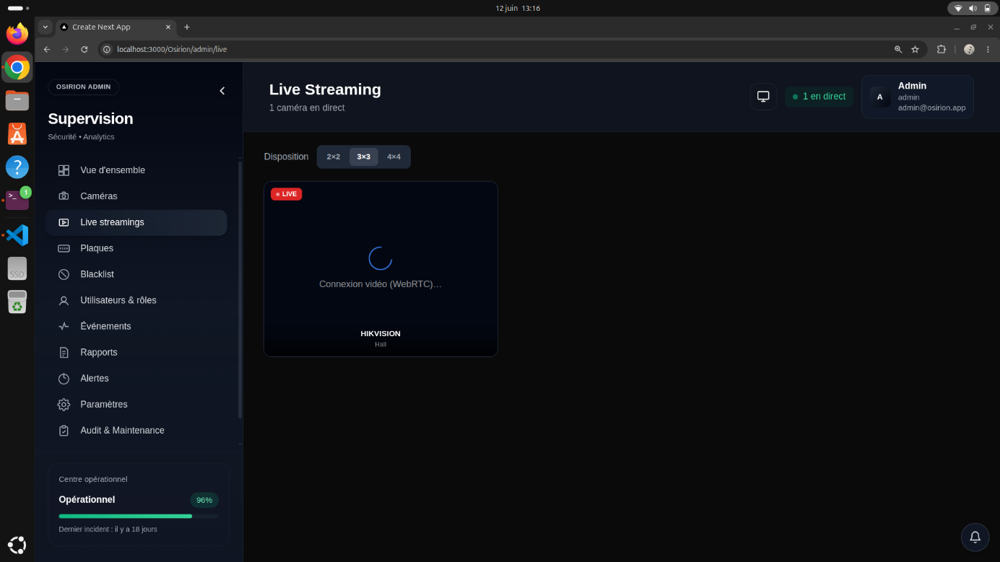 12 juin 13:16
Create Next App
localhost:3000/Osirion/admin/live
1
SSD
OSIRION ADMIN
Supervision
Sécurité • Analytics
Vue d'ensemble
Caméras
Live streamings
Plaques
Blacklist
Utilisateurs & rôles
Événements
Rapports
Alertes
Paramètres
Audit & Maintenance
Centre opérationnel
Opérationnel 96%
Dernier incident : il y a 18 jours
Live Streaming
1 caméra en direct
1 en direct
A
Admin
admin
admin@osirion.app
Disposition 2×2 3×3 4×4
LIVE
Connexion vidéo (WebRTC)…
HIKVISION
Hall